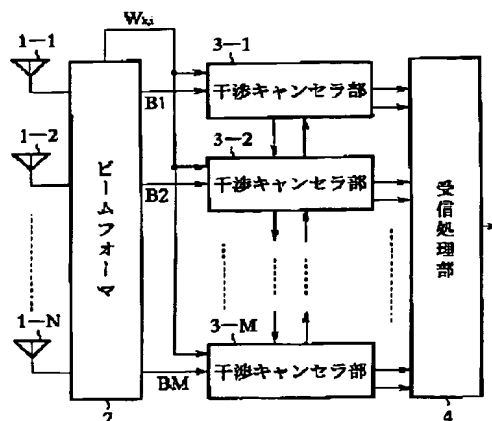 W_{x,i}
1—1
3—1
干渉キャンセラ部
B1
1—2
3—2
干渉キャンセラ部
B2
ビームフォーマ
受信処理部
1—N
3—M
干渉キャンセラ部
BM
2
4